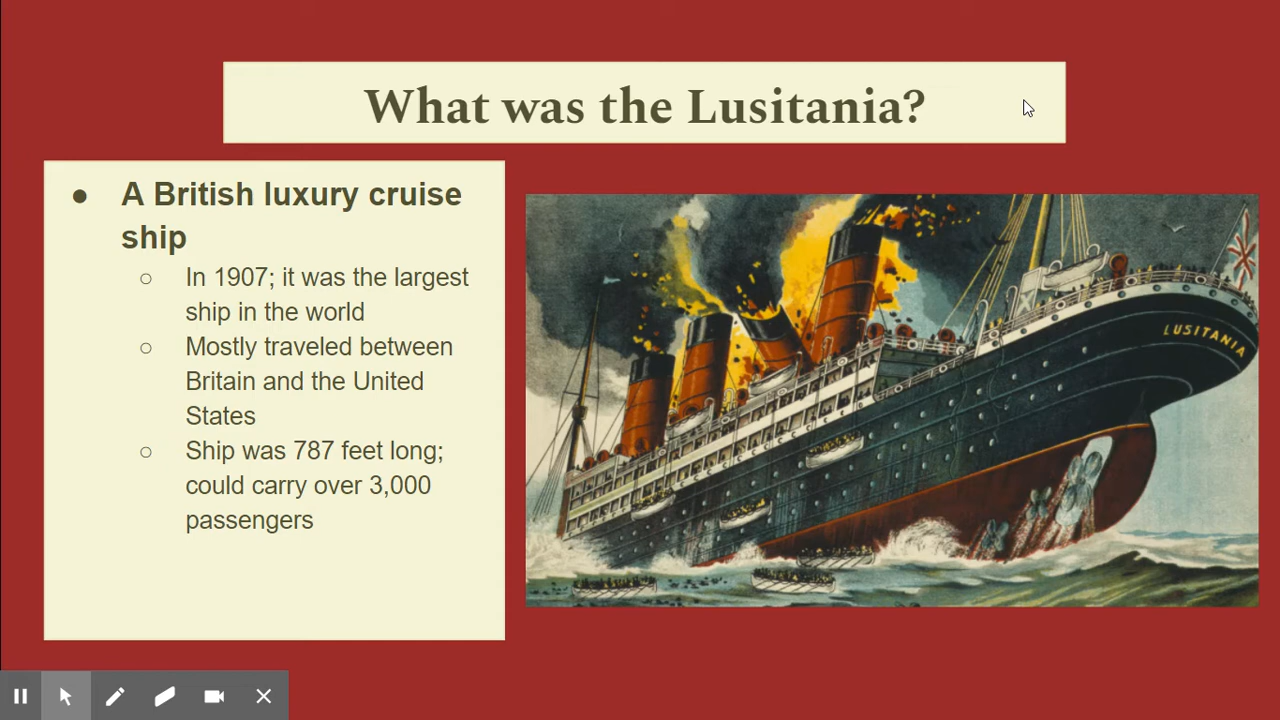 What was the Lusitania?
● A British luxury cruise
ship
○ In 1907; it was the largest
ship in the world
○ Mostly traveled between
Britain and the United
States
○ Ship was 787 feet long;
could carry over 3,000
passengers
LUSITANIA